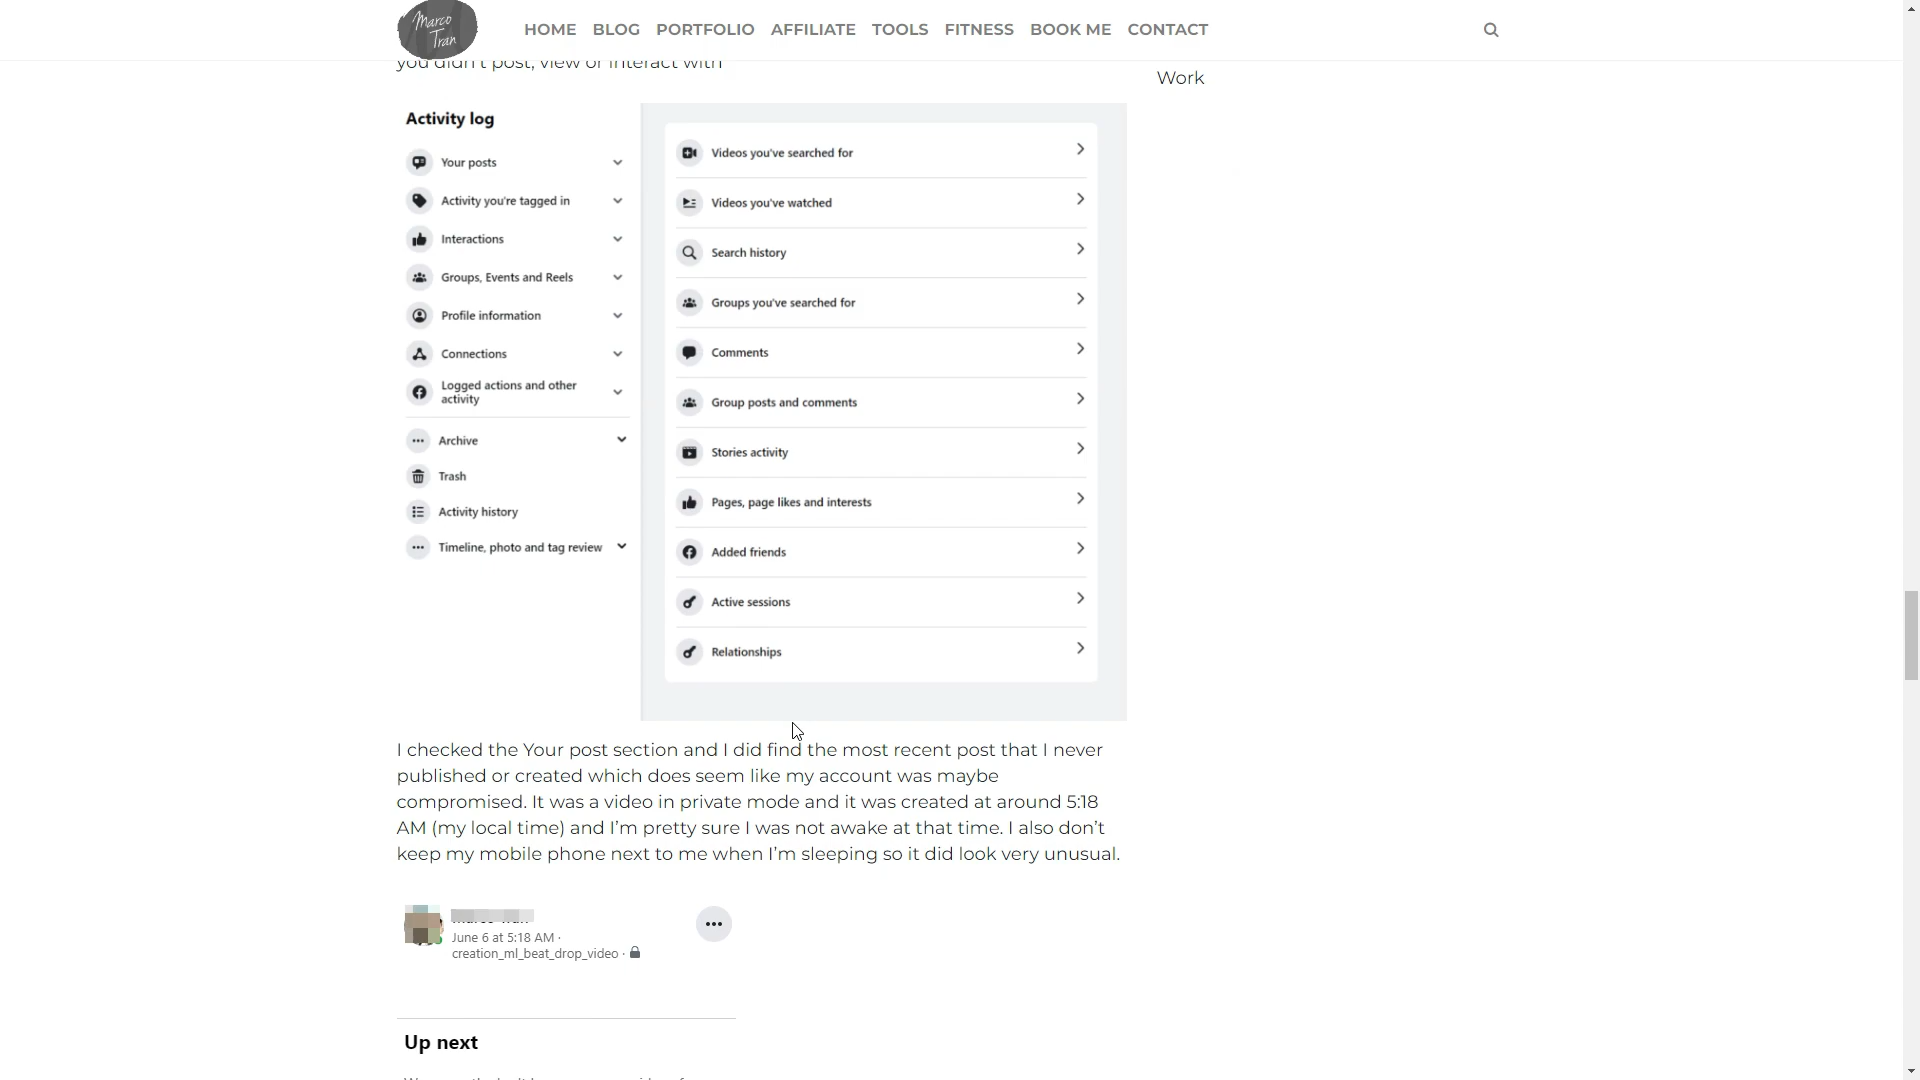 Marco
Tran
HOME BLOG PORTFOLIO AFFILIATE TOOLS FITNESS BOOK ME CONTACT
you didn't post, view or interact with
Work
Activity log
Your posts
Activity you're tagged in
Interactions
Groups, Events and Reels
Profile information
Connections
Logged actions and other
activity
Archive
Trash
Activity history
Timeline, photo and tag review
Videos you've searched for
Videos you've watched
Search history
Groups you've searched for
Comments
Group posts and comments
Stories activity
Pages, page likes and interests
Added friends
Active sessions
Relationships
I checked the Your post section and I did find the most recent post that I never
published or created which does seem like my account was maybe
compromised. It was a video in private mode and it was created at around 5:18
AM (my local time) and I'm pretty sure I was not awake at that time. I also don't
keep my mobile phone next to me when I'm sleeping so it did look very unusual.
June 6 at 5:18 AM ·
creation_ml_beat_drop_video ·
Up next